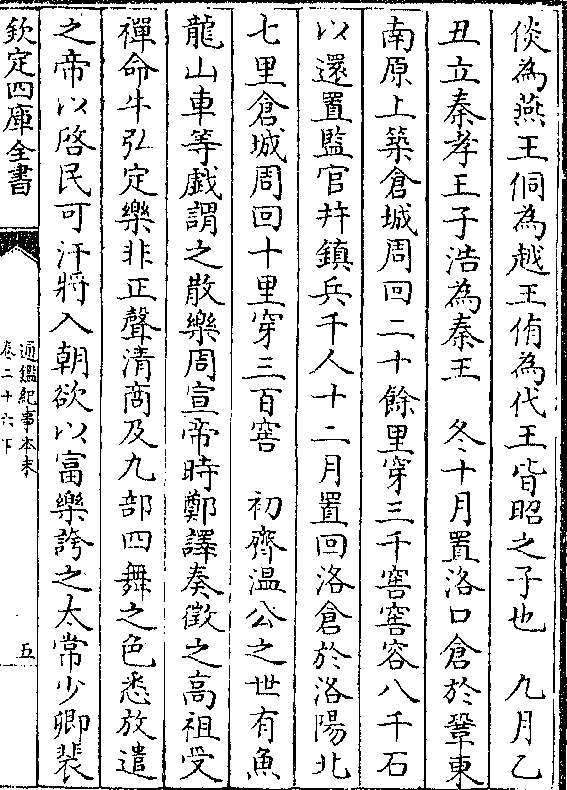 倓為燕王侗為越王侑為代王皆昭之子也　九月乙
丑立秦孝王子浩為秦王　冬十月置洛口倉於鞏東
南原上築倉城周回二十餘里穿三千窖窖容八千石
以還置監官幷鎮兵千人十二月置回洛倉於洛陽北
七里倉城周回十里穿三百窖　初齊温公之世有魚
龍山車等戯謂之散樂周宣帝時鄭譯奏徵之高祖受
禪命牛弘定樂非正聲清商及九部四舞之色悉放遣
之帝以啓民可汗將入朝欲以富樂誇之太常少卿裴
欽定四庫全書
通鑑紀事本末
卷二十六下
五